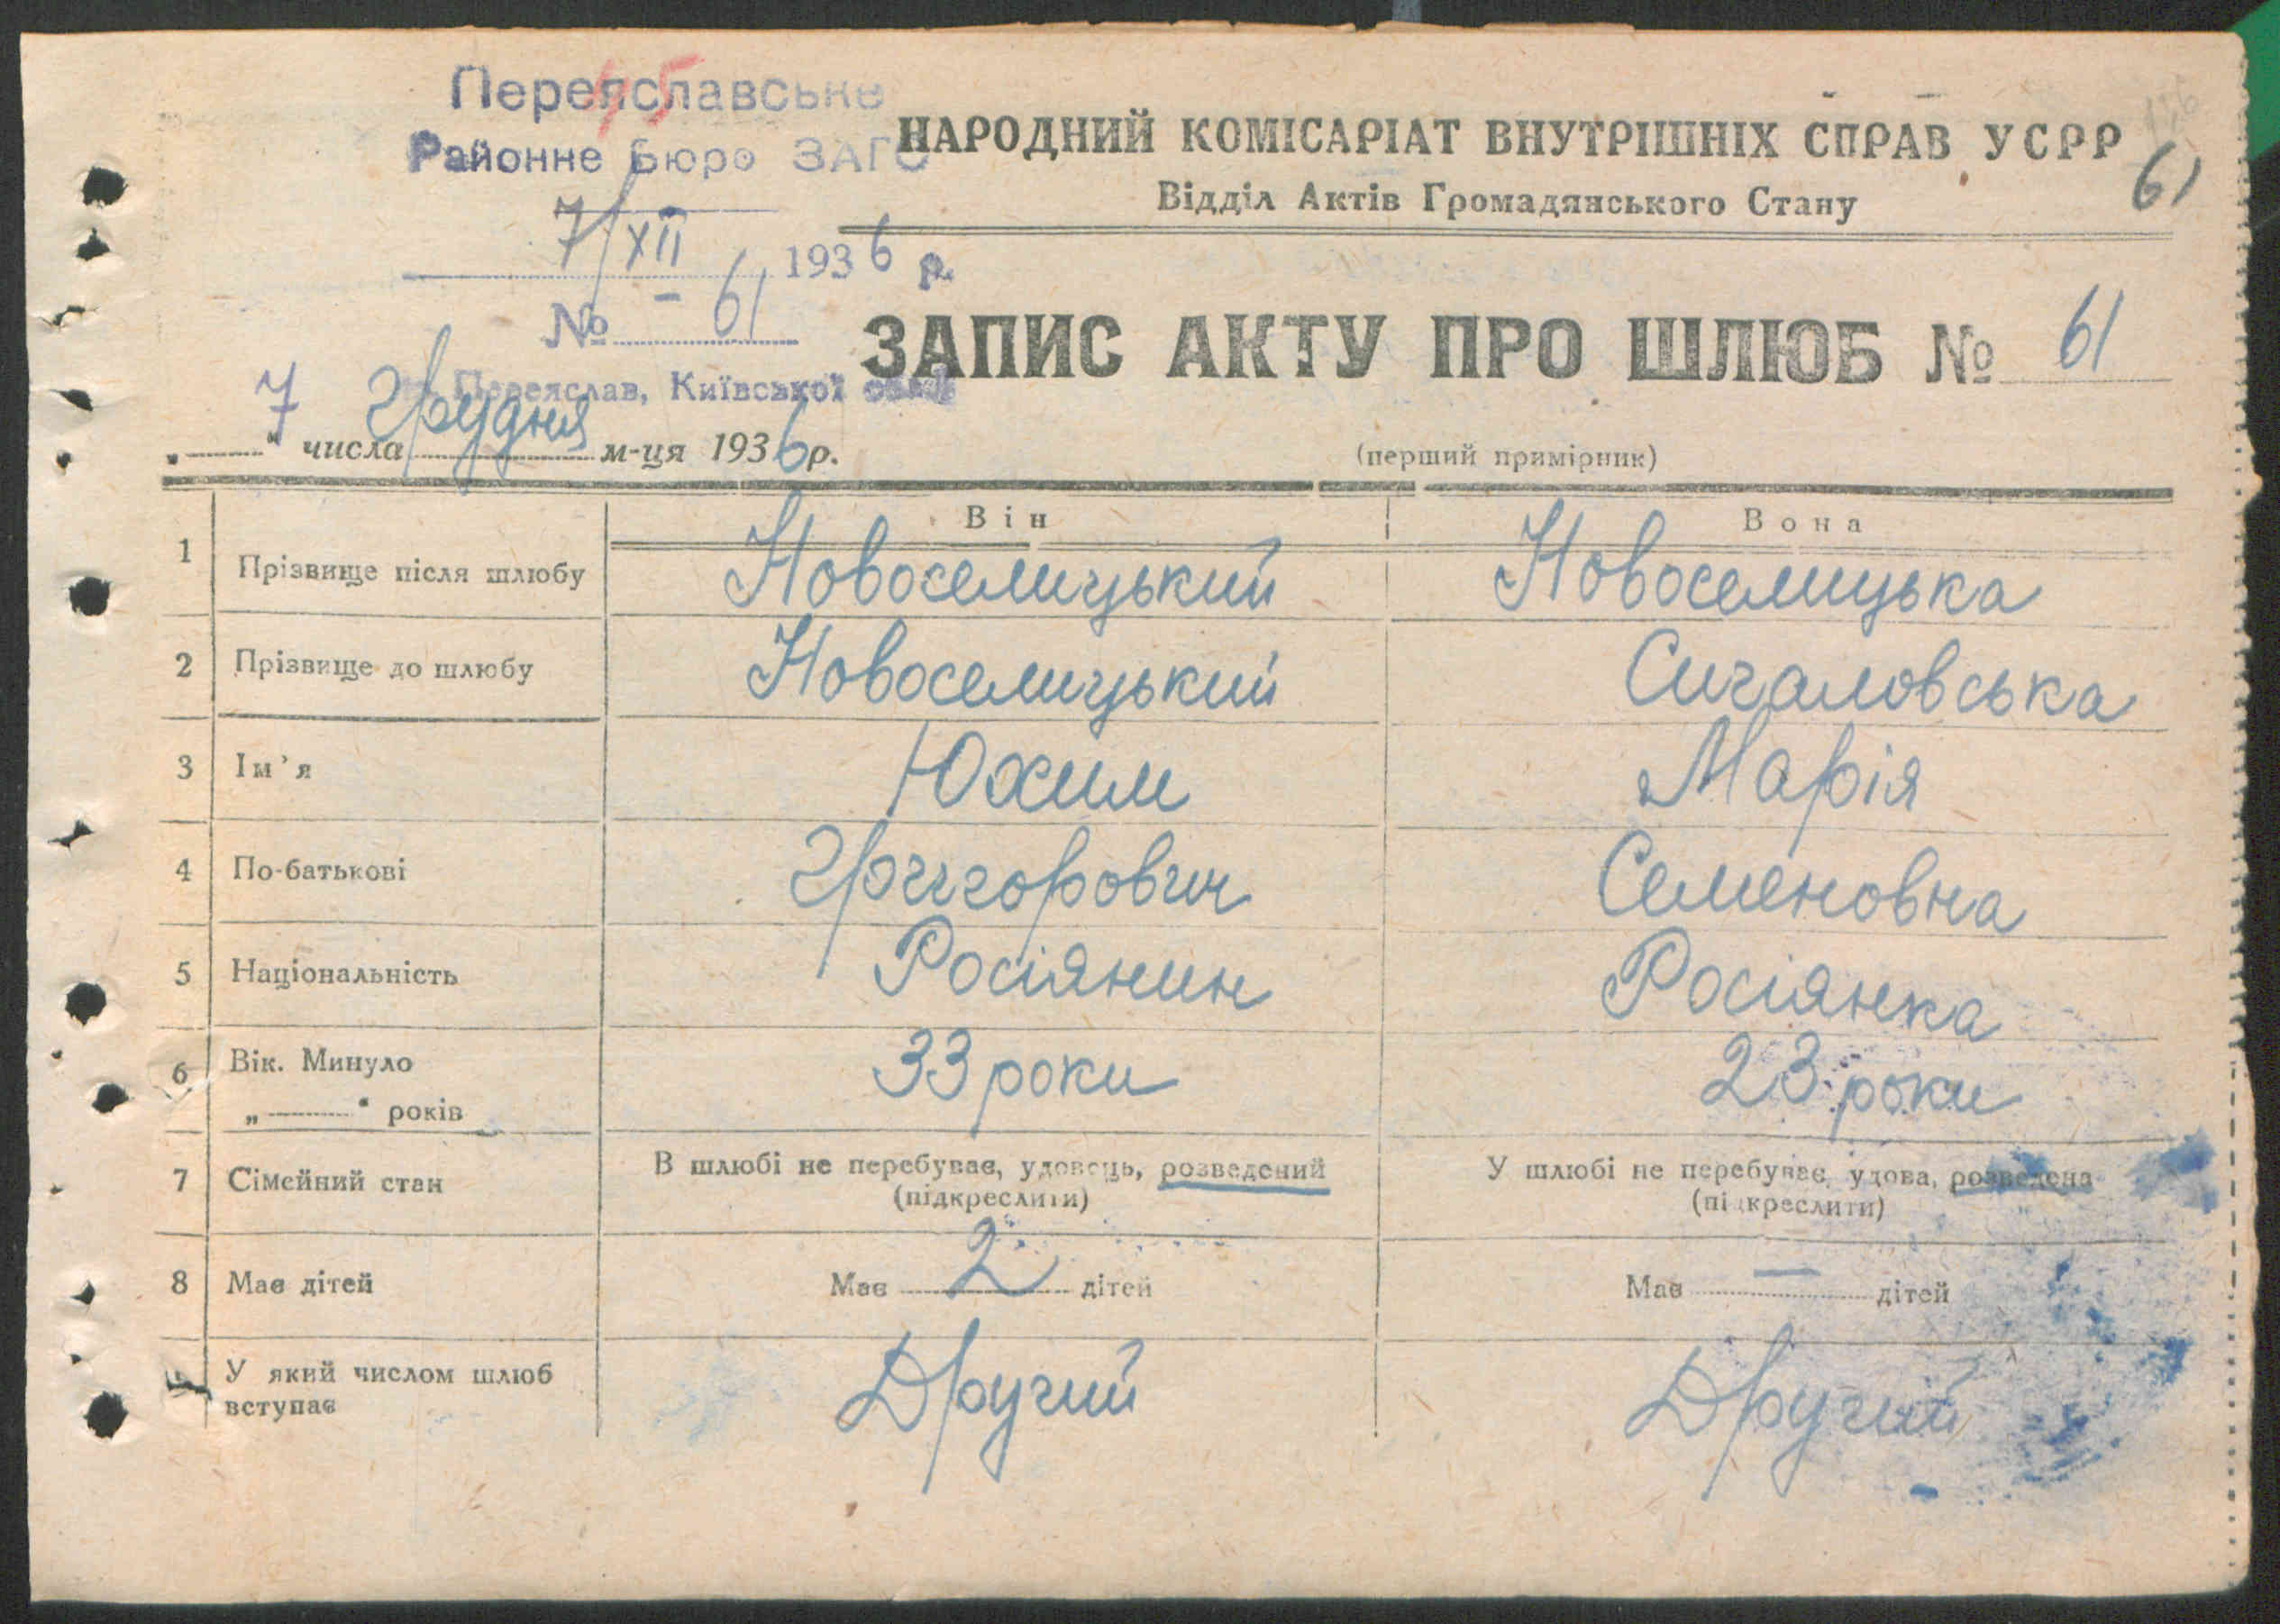 Переяславське
45
Районне Бюро ЗАГС
7/XII 1936 р.
№ - 61
Переяслав, Київської
НАРОДНИЙ КОМІСАРІАТ ВНУТРІШНІХ СПРАВ УСРР
61
Відділ Актів Громадянського Стану
ЗАПИС АКТУ ПРО ШЛЮБ № 61
„7“ числа Грудня м-ця 1936 р.
(перший примірник)
Він Вона
1 Прізвище після шлюбу Новоселицький Новоселицька
2 Прізвище до шлюбу Новоселицький Сигаловська
3 Ім’я Юхим Марія
4 По-батькові Григорович Семеновна
5 Національність Росіянин Росіянка
6 Вік. Минуло 33 роки 23 роки
„ “ років
7 Сімейний стан В шлюбі не перебуває, удовець, розведений У шлюбі не перебуває, удова, розведена
(підкреслити) (підкреслити)
8 Має дітей Має 2 дітей Має — дітей
У який числом шлюб вступає Другий Другий